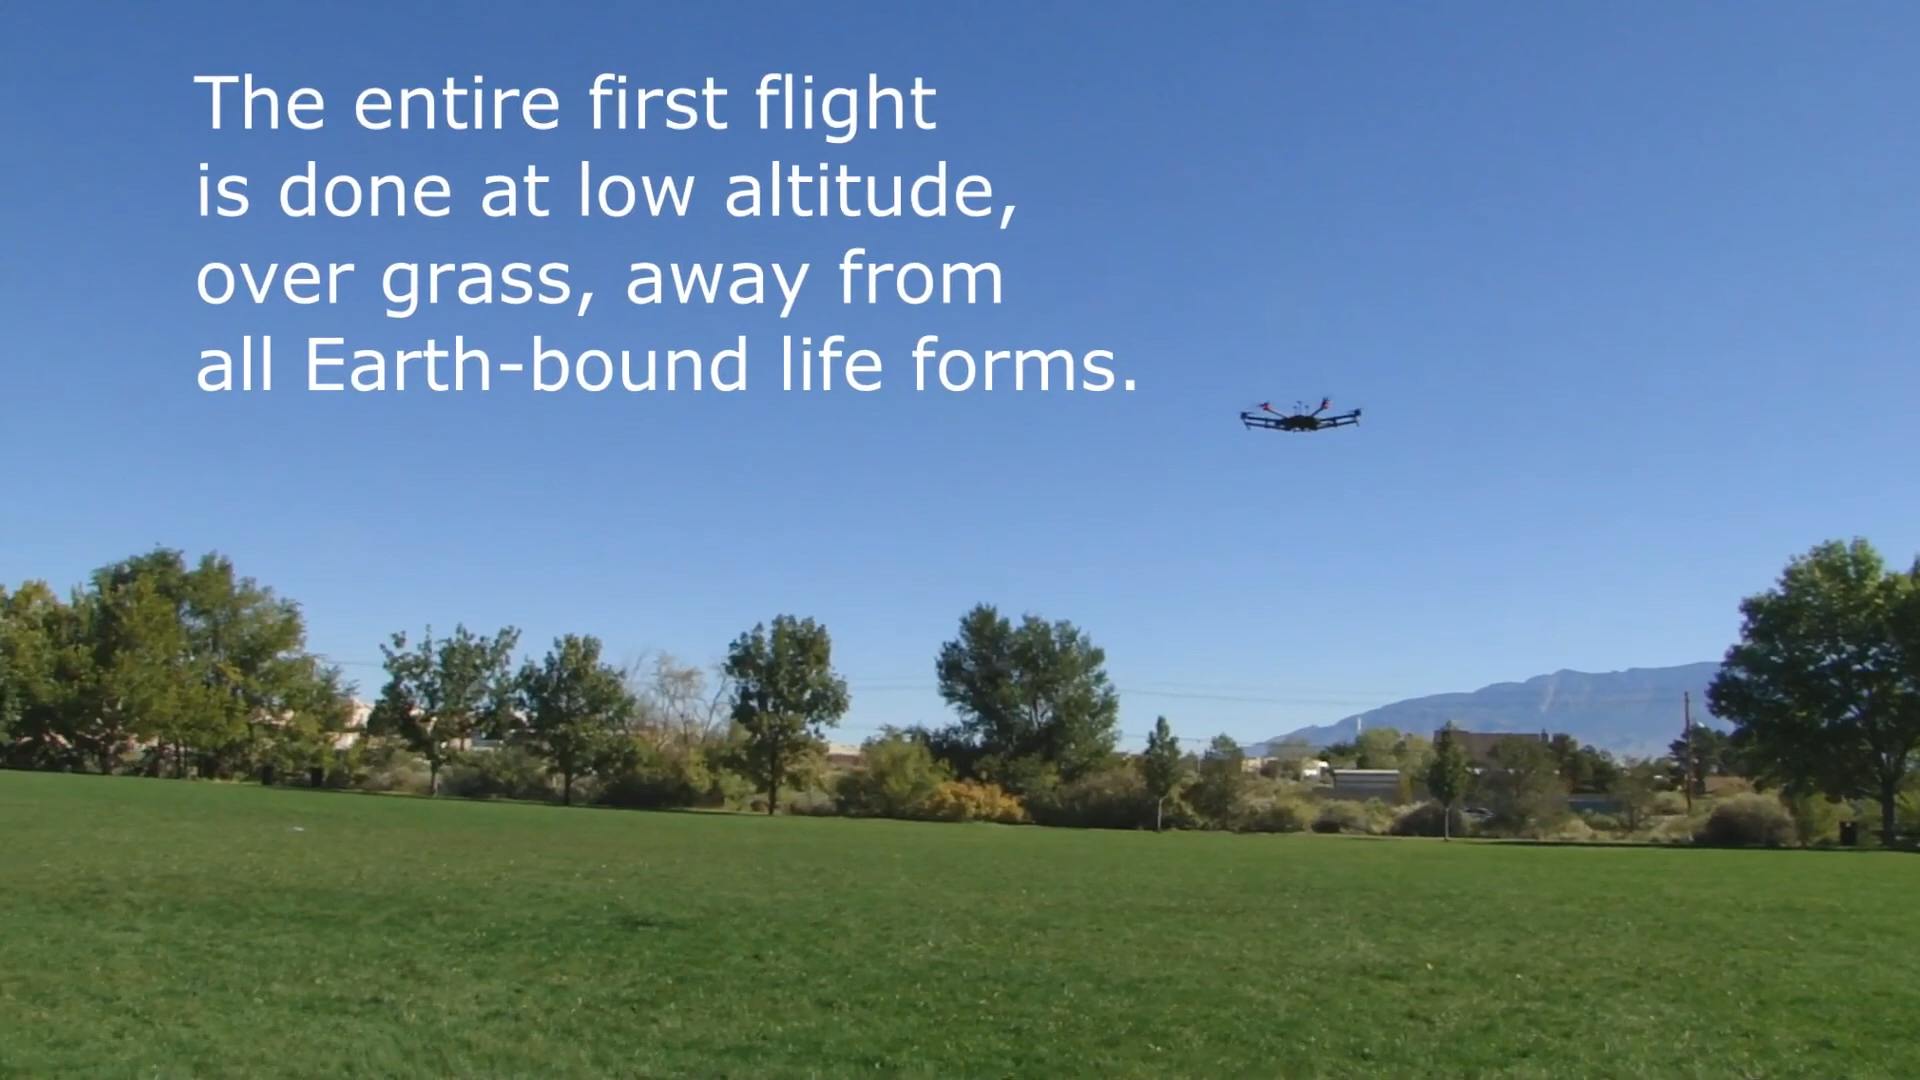 The entire first flight
is done at low altitude,
over grass, away from
all Earth-bound life forms.